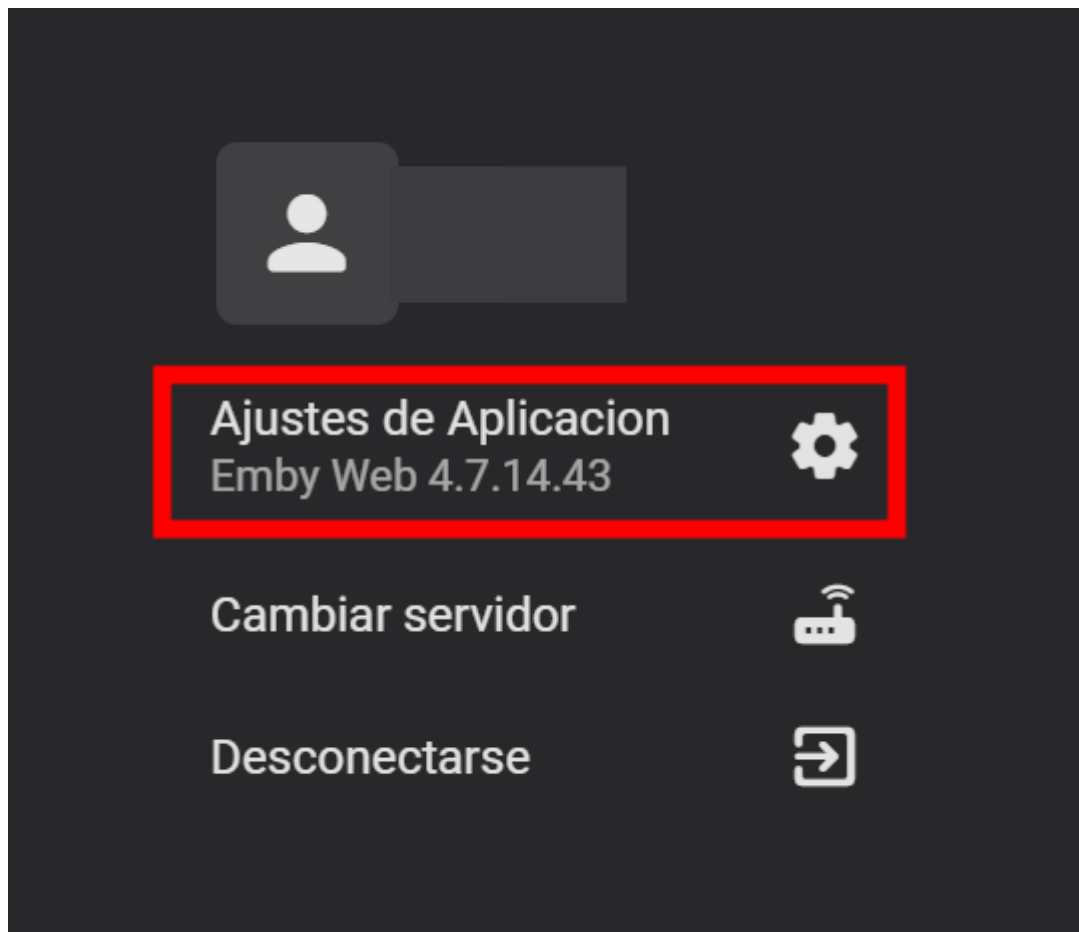 Ajustes de Aplicacion
Emby Web 4.7.14.43
Cambiar servidor
Desconectarse